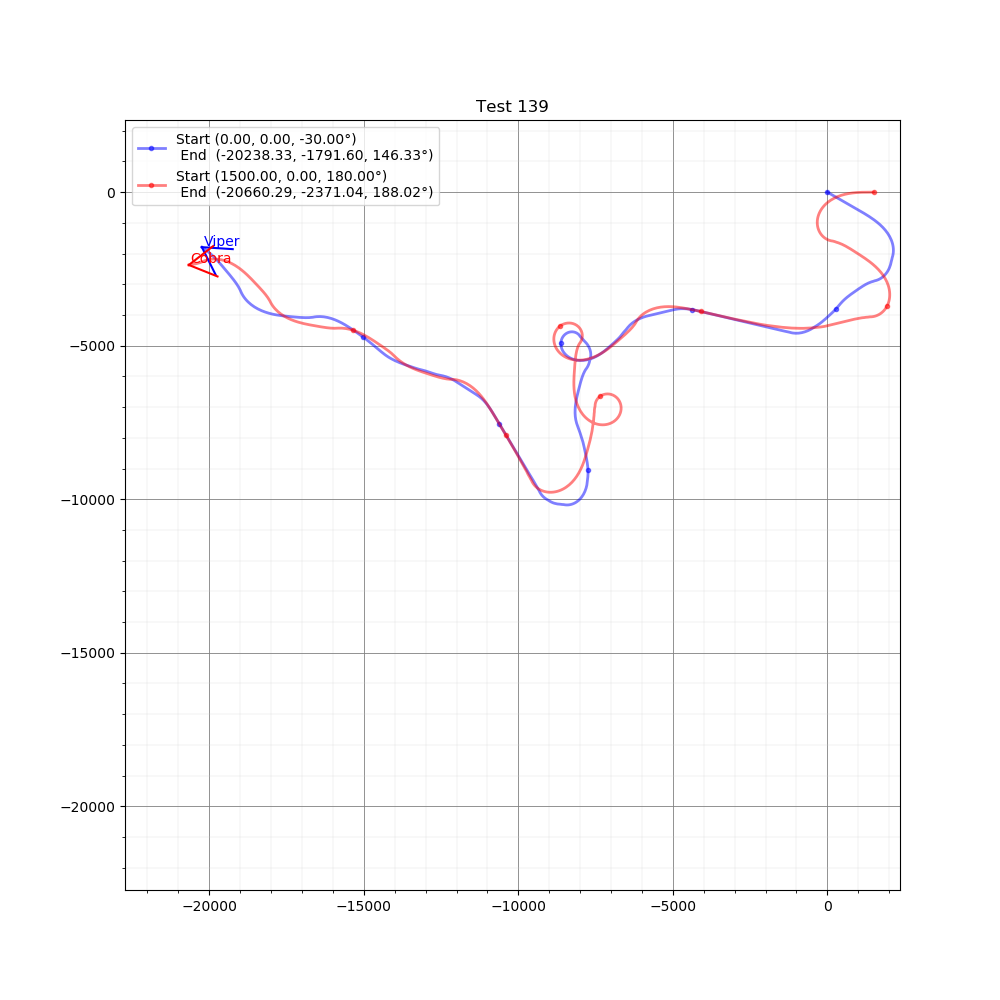 Test 139
Start (0.00, 0.00, -30.00°)
End (-20238.33, -1791.60, 146.33°)
Start (1500.00, 0.00, 180.00°)
End (-20660.29, -2371.04, 188.02°)
Viper
Cobra
0
−5000
−10000
−15000
−20000
−20000 −15000 −10000 −5000 0